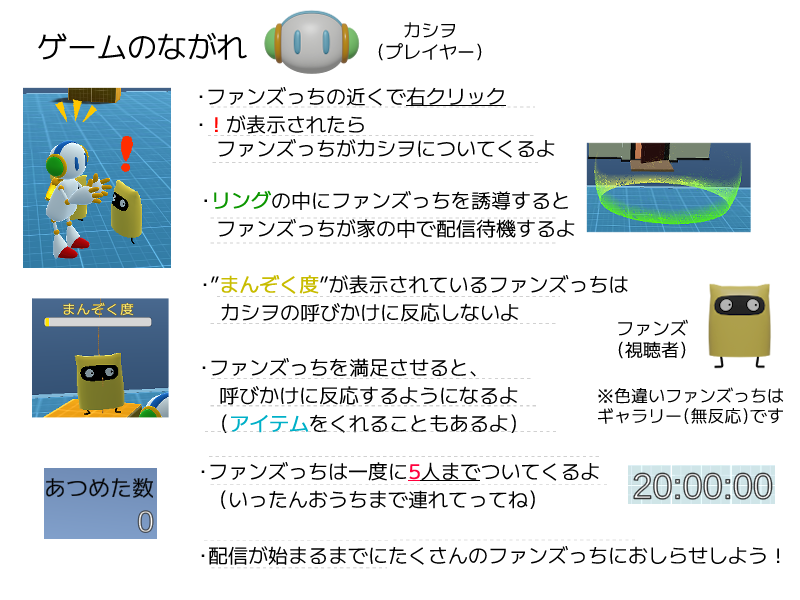 ゲームのながれ
カシヲ
（プレイヤー）
・ファンズっちの近くで右クリック
・！が表示されたら
ファンズっちがカシヲについてくるよ
・リングの中にファンズっちを誘導すると
ファンズっちが家の中で配信待機するよ
・”まんぞく度”が表示されているファンズっちは
カシヲの呼びかけに反応しないよ
まんぞく度
ファンズ
（視聴者）
・ファンズっちを満足させると、
呼びかけに反応するようになるよ
（アイテムをくれることもあるよ）
※色違いファンズっちは
ギャラリー（無反応）です
・ファンズっちは一度に5人までついてくるよ
（いったんおうちまで連れてってね）
あつめた数
0
20:00:00
・配信が始まるまでにたくさんのファンズっちにおしらせしよう！